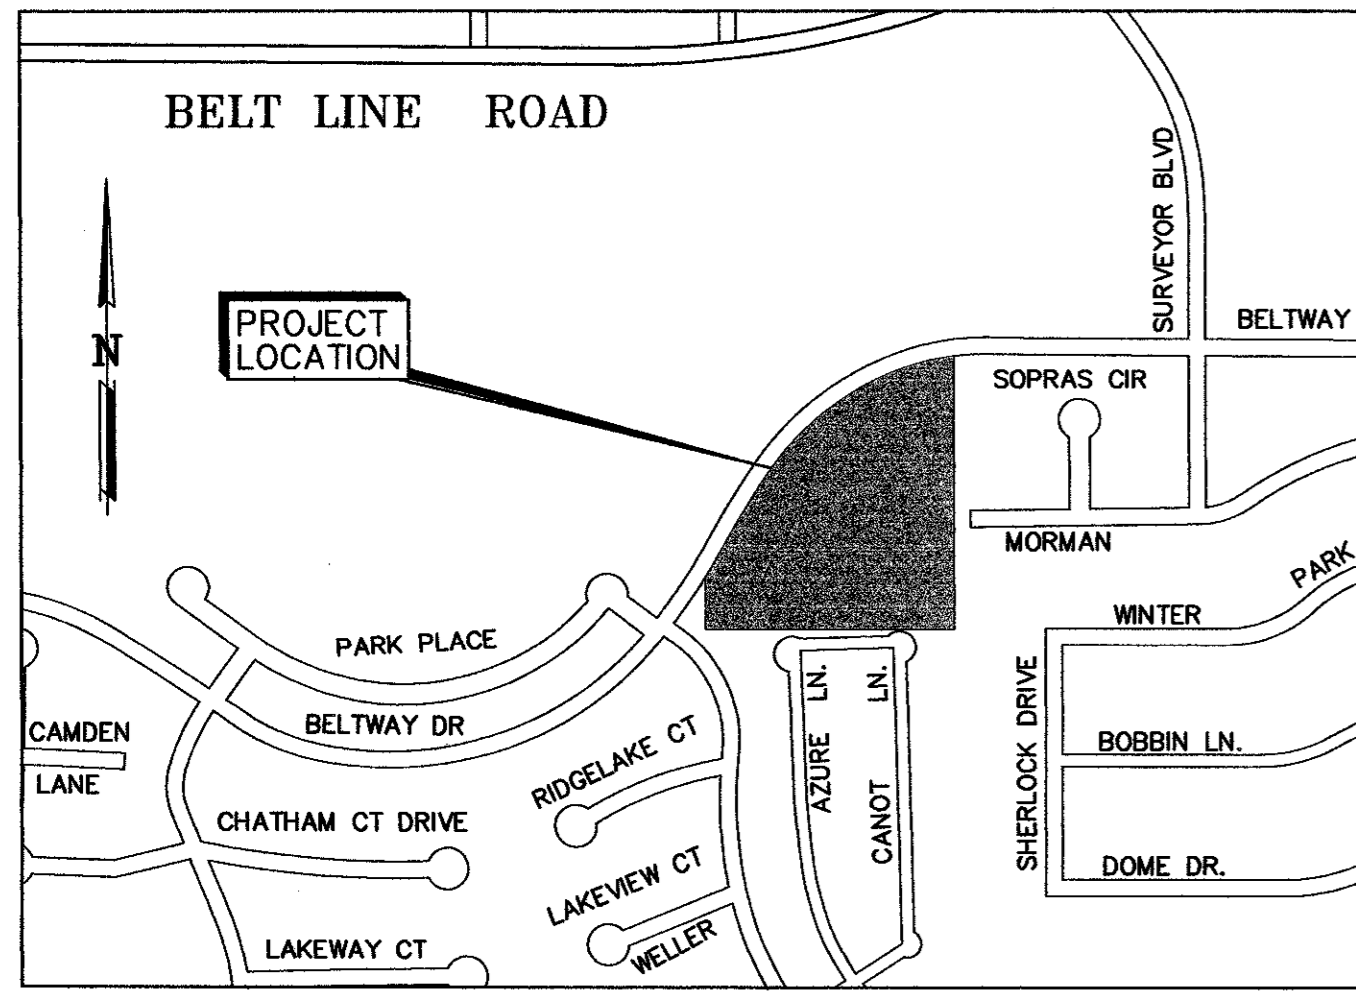 BELT LINE ROAD
SURVEYOR BLVD
BELTWAY
PROJECT
LOCATION
N
SOPRAS CIR
MORMAN
PARK
WINTER
PARK PLACE
BELTWAY DR
CAMDEN
LANE
RIDGELAKE CT
AZURE LN.
CANOT LN.
SHERLOCK DRIVE
BOBBIN LN.
CHATHAM CT DRIVE
LAKEVIEW CT
DOME DR.
LAKEWAY CT
WELLER